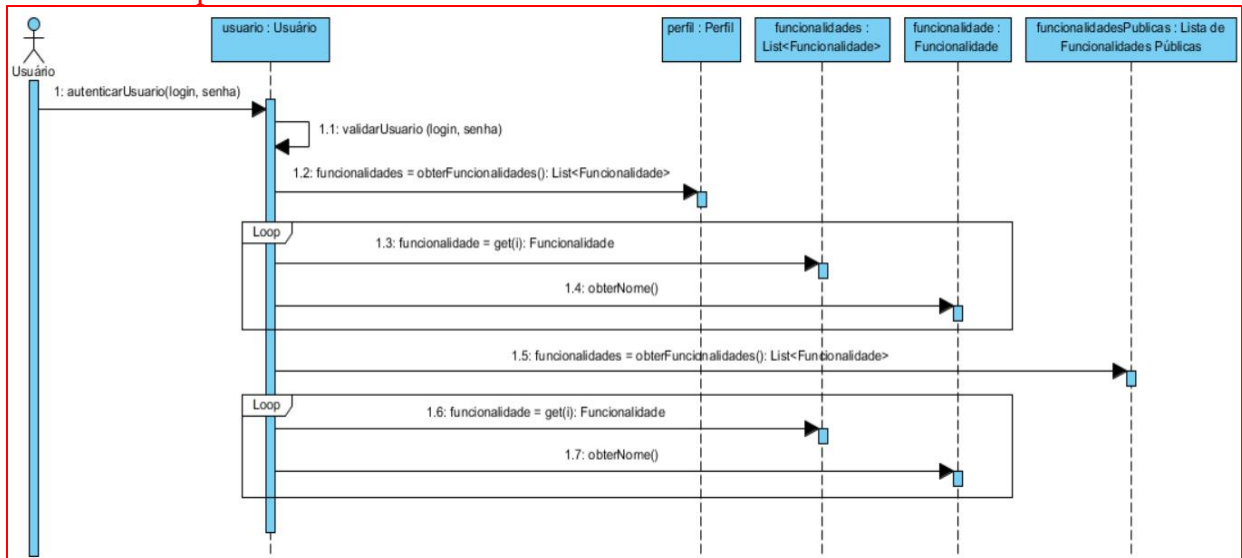 usuario : Usuário
perfil : Perfil
funcionalidades :
List<Funcionalidade>
funcionalidade :
Funcionalidade
funcionalidadesPublicas : Lista de
Funcionalidades Públicas
Usuário
1: autenticarUsuario(login, senha)
1.1: validarUsuario (login, senha)
1.2: funcionalidades = obterFuncionalidades(): List<Funcionalidade>
Loop
1.3: funcionalidade = get(i): Funcionalidade
1.4: obterNome()
1.5: funcionalidades = obterFuncionalidades(): List<Funcionalidade>
Loop
1.6: funcionalidade = get(i): Funcionalidade
1.7: obterNome()